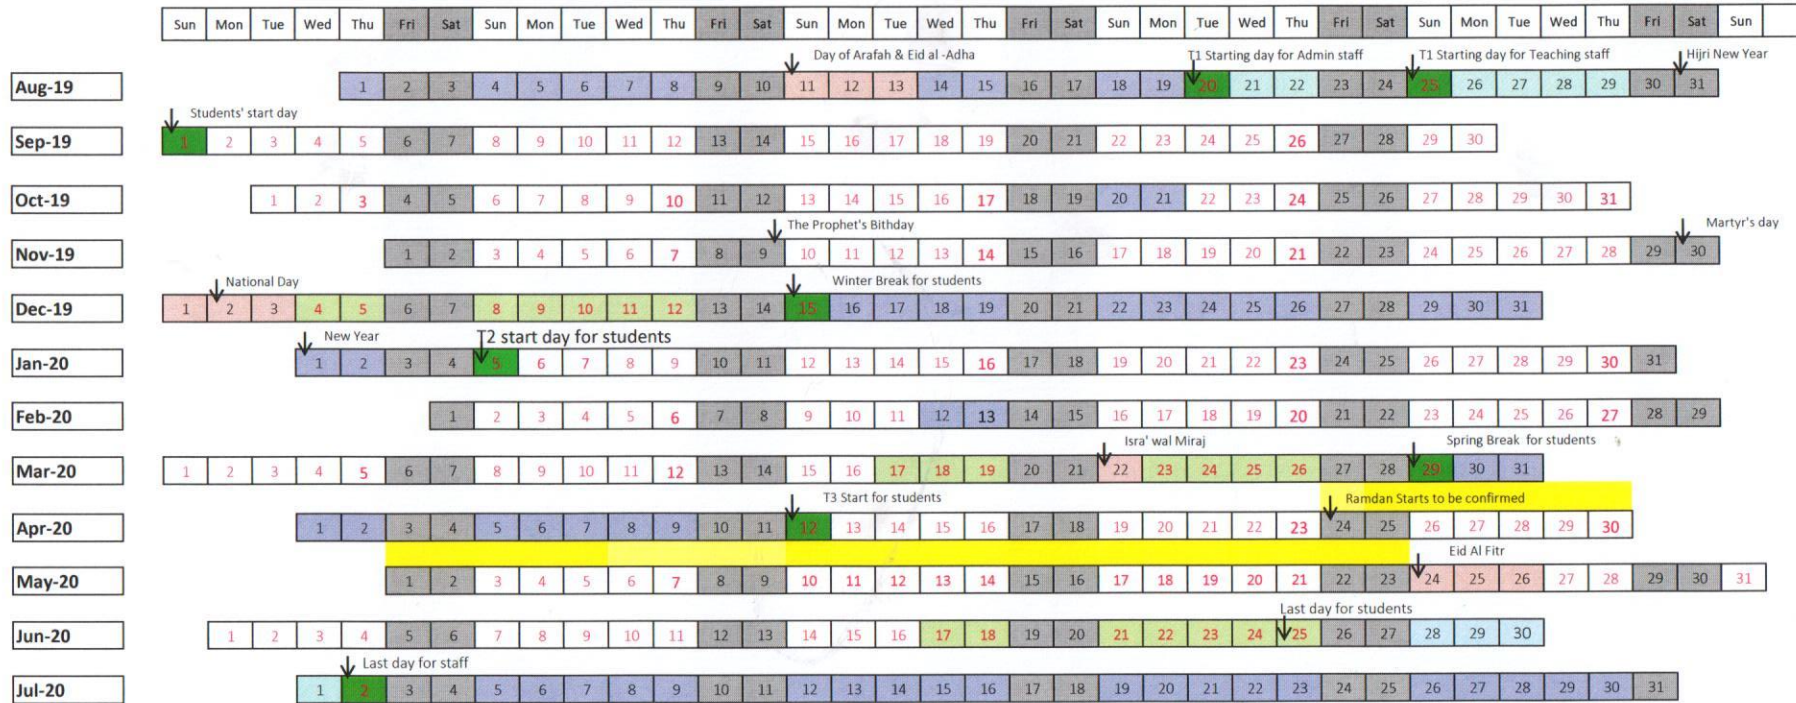 Sun Mon Tue Wed Thu Fri Sat Sun Mon Tue Wed Thu Fri Sat Sun Mon Tue Wed Thu Fri Sat Sun Mon Tue Wed Thu Fri Sat Sun Mon Tue Wed Thu Fri Sat Sun
Day of Arafah & Eid al -Adha T1 Starting day for Admin staff T1 Starting day for Teaching staff Hijri New Year
Aug-19 1 2 3 4 5 6 7 8 9 10 11 12 13 14 15 16 17 18 19 20 21 22 23 24 25 26 27 28 29 30 31
Students' start day
Sep-19 1 2 3 4 5 6 7 8 9 10 11 12 13 14 15 16 17 18 19 20 21 22 23 24 25 26 27 28 29 30
Oct-19 1 2 3 4 5 6 7 8 9 10 11 12 13 14 15 16 17 18 19 20 21 22 23 24 25 26 27 28 29 30 31
The Prophet's Bithday Martyr's day
Nov-19 1 2 3 4 5 6 7 8 9 10 11 12 13 14 15 16 17 18 19 20 21 22 23 24 25 26 27 28 29 30
National Day Winter Break for students
Dec-19 1 2 3 4 5 6 7 8 9 10 11 12 13 14 15 16 17 18 19 20 21 22 23 24 25 26 27 28 29 30 31
New Year T2 start day for students
Jan-20 1 2 3 4 5 6 7 8 9 10 11 12 13 14 15 16 17 18 19 20 21 22 23 24 25 26 27 28 29 30 31
Feb-20 1 2 3 4 5 6 7 8 9 10 11 12 13 14 15 16 17 18 19 20 21 22 23 24 25 26 27 28 29
Isra' wal Miraj Spring Break for students
Mar-20 1 2 3 4 5 6 7 8 9 10 11 12 13 14 15 16 17 18 19 20 21 22 23 24 25 26 27 28 29 30 31
T3 Start for students Ramdan Starts to be confirmed
Apr-20 1 2 3 4 5 6 7 8 9 10 11 12 13 14 15 16 17 18 19 20 21 22 23 24 25 26 27 28 29 30
Eid Al Fitr
May-20 1 2 3 4 5 6 7 8 9 10 11 12 13 14 15 16 17 18 19 20 21 22 23 24 25 26 27 28 29 30 31
Last day for students
Jun-20 1 2 3 4 5 6 7 8 9 10 11 12 13 14 15 16 17 18 19 20 21 22 23 24 25 26 27 28 29 30
Last day for staff
Jul-20 1 2 3 4 5 6 7 8 9 10 11 12 13 14 15 16 17 18 19 20 21 22 23 24 25 26 27 28 29 30 31